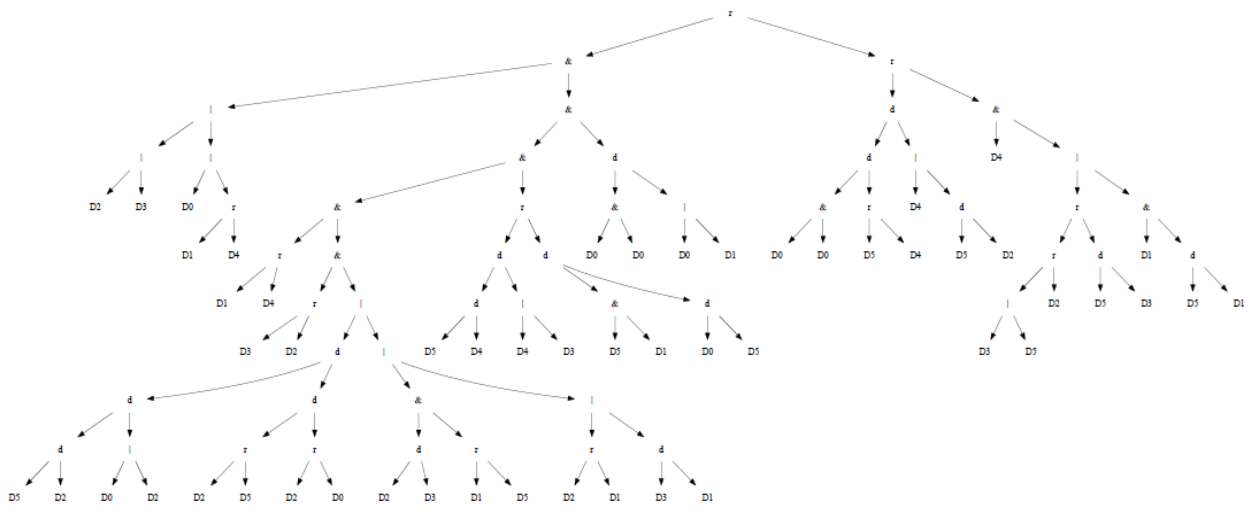 r
& r
| & d &
| | & d d | D4 |
D2 D3 D0 r & r & | & r D4 d r &
D1 D4 r & d d D0 D0 D0 D1 D0 D0 D5 D4 D5 D2 r d D1 d
D1 D4 r | d | & d | D2 D5 D3 D5 D1
D3 D2 d | D5 D4 D4 D3 D5 D1 D0 D5 D3 D5
d d & |
d | r r d r r d
D5 D2 D0 D2 D2 D5 D2 D0 D2 D3 D1 D5 D2 D1 D3 D1